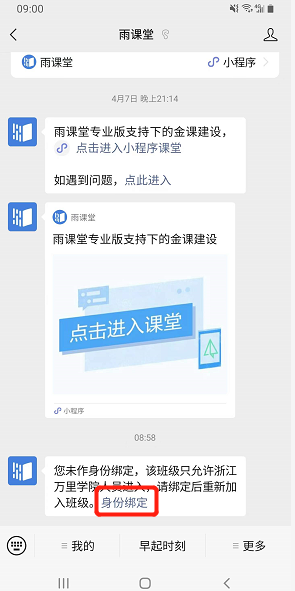 09:00
雨课堂
雨课堂
小程序
4月7日 晚上21:14
雨课堂专业版支持下的金课建设，
点击进入小程序课堂
如遇到问题，点此进入
雨课堂
雨课堂专业版支持下的金课建设
点击进入课堂
小程序
08:58
您未作身份绑定，该班级只允许浙江
万里学院人员进入，请绑定后重新加
入班级。身份绑定
我的
早起时刻
更多